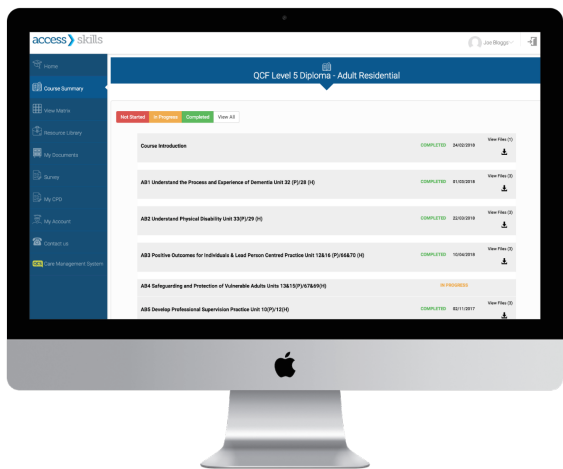 access skills
Joe Bloggs
Home
Course Summary
View Matrix
Resource Library
My Documents
Survey
My CPD
My Account
Contact us
QCS Care Management System
QCF Level 5 Diploma - Adult Residential
Not Started In Progress Completed View All
Course Introduction COMPLETED 24/02/2018 View Files (1)
AB1 Understand the Process and Experience of Dementia Unit 32 (P)/28 (H) COMPLETED 01/03/2018 View Files (3)
AB2 Understand Physical Disability Unit 33(P)/29 (H) COMPLETED 22/03/2018 View Files (3)
AB3 Positive Outcomes for Individuals & Lead Person Centred Practice Unit 12&16 (P)/66&70 (H) COMPLETED 10/04/2018 View Files (3)
AB4 Safeguarding and Protection of Vulnerable Adults Units 13&15(P)/67&69(H) IN PROGRESS
AB5 Develop Professional Supervision Practice Unit 10(P)/12(H) COMPLETED 02/11/2017 View Files (3)